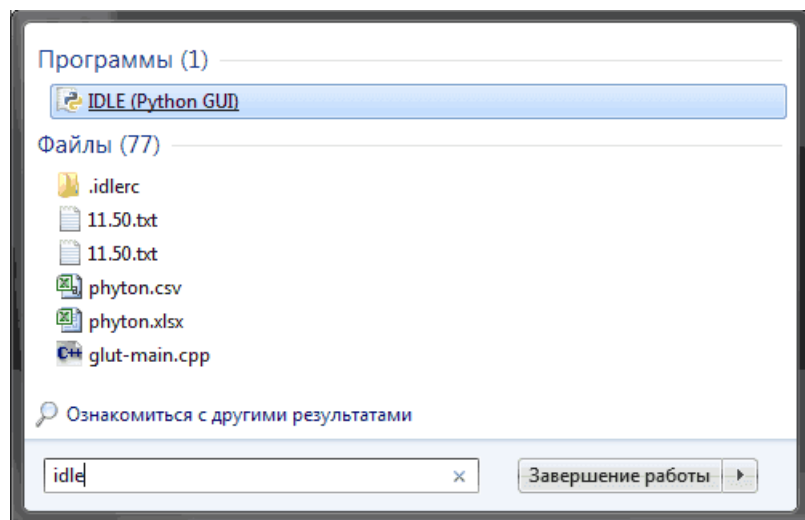 Программы (1)
IDLE (Python GUI)
Файлы (77)
.idlerc
11.50.txt
11.50.txt
phyton.csv
phyton.xlsx
C++ glut-main.cpp
Ознакомиться с другими результатами
idle Завершение работы